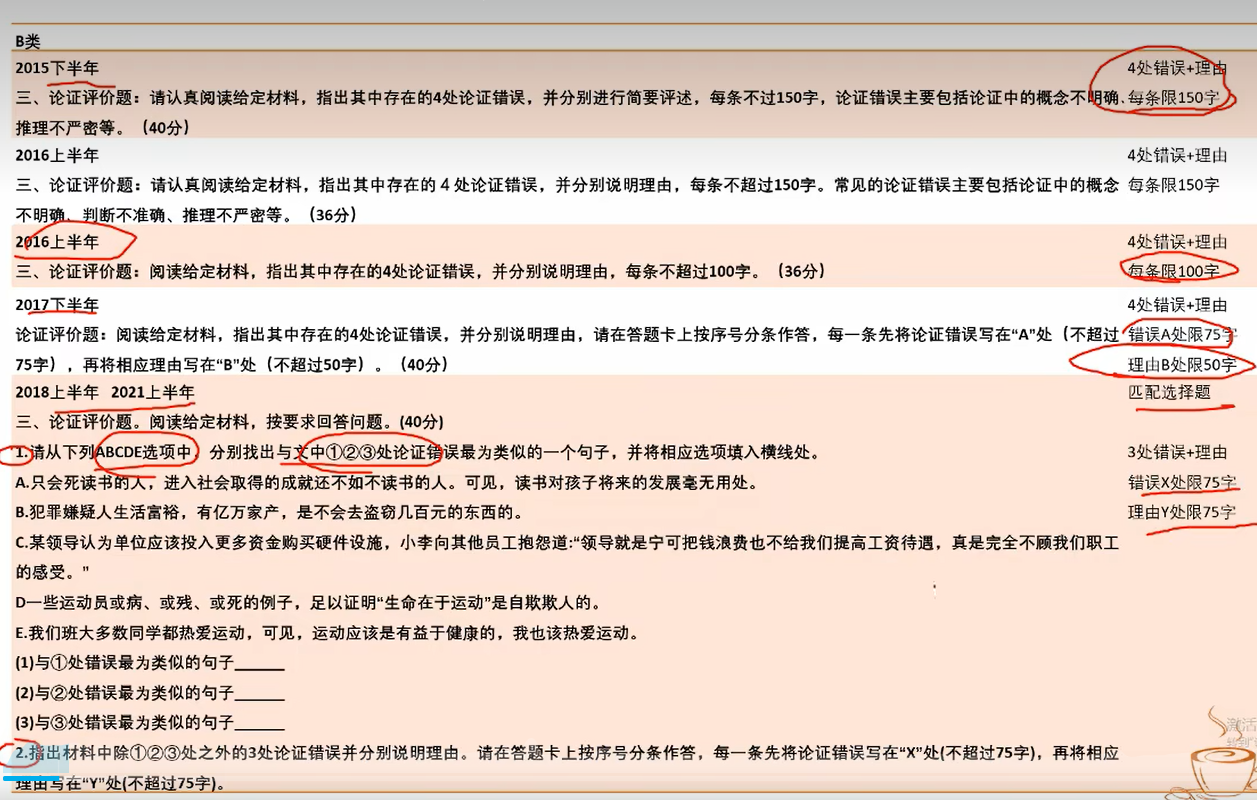 B类
2015下半年
4处错误+理由
三、论证评价题：请认真阅读给定材料，指出其中存在的4处论证错误，并分别进行简要评述，每条不过150字，论证错误主要包括论证中的概念不明确、
每条限150字
推理不严密等。（40分）
2016上半年
4处错误+理由
三、论证评价题：请认真阅读给定材料，指出其中存在的 4 处论证错误，并分别说明理由，每条不超过150字。常见的论证错误主要包括论证中的概念
每条限150字
不明确、判断不准确、推理不严密等。（36分）
2016上半年
4处错误+理由
三、论证评价题：阅读给定材料，指出其中存在的4处论证错误，并分别说明理由，每条不超过100字。（36分）
每条限100字
2017下半年
4处错误+理由
论证评价题：阅读给定材料，指出其中存在的4处论证错误，并分别说明理由，请在答题卡上按序号分条作答，每一条先将论证错误写在“A”处（不超过
错误A处限75字
75字），再将相应理由写在“B”处（不超过50字）。（40分）
理由B处限50字
2018上半年 2021上半年
匹配选择题
三、论证评价题。阅读给定材料，按要求回答问题。(40分)
1.请从下列ABCDE选项中，分别找出与文中①②③处论证错误最为类似的一个句子，并将相应选项填入横线处。
3处错误+理由
A.只会死读书的人，进入社会取得的成就还不如不读书的人。可见，读书对孩子将来的发展毫无用处。
错误X处限75字
B.犯罪嫌疑人生活富裕，有亿万家产，是不会去盗窃几百元的东西的。
理由Y处限75字
C.某领导认为单位应该投入更多资金购买硬件设施，小李向其他员工抱怨道:“领导就是宁可把钱浪费也不给我们提高工资待遇，真是完全不顾我们职工
的感受。”
D一些运动员或病、或残、或死的例子，足以证明“生命在于运动”是自欺欺人的。
E.我们班大多数同学都热爱运动，可见，运动应该是有益于健康的，我也该热爱运动。
(1)与①处错误最为类似的句子______
(2)与②处错误最为类似的句子______
(3)与③处错误最为类似的句子______
2.指出材料中除①②③处之外的3处论证错误并分别说明理由。请在答题卡上按序号分条作答，每一条先将论证错误写在“X”处(不超过75字)，再将相应
理由写在“Y”处(不超过75字)。
激活